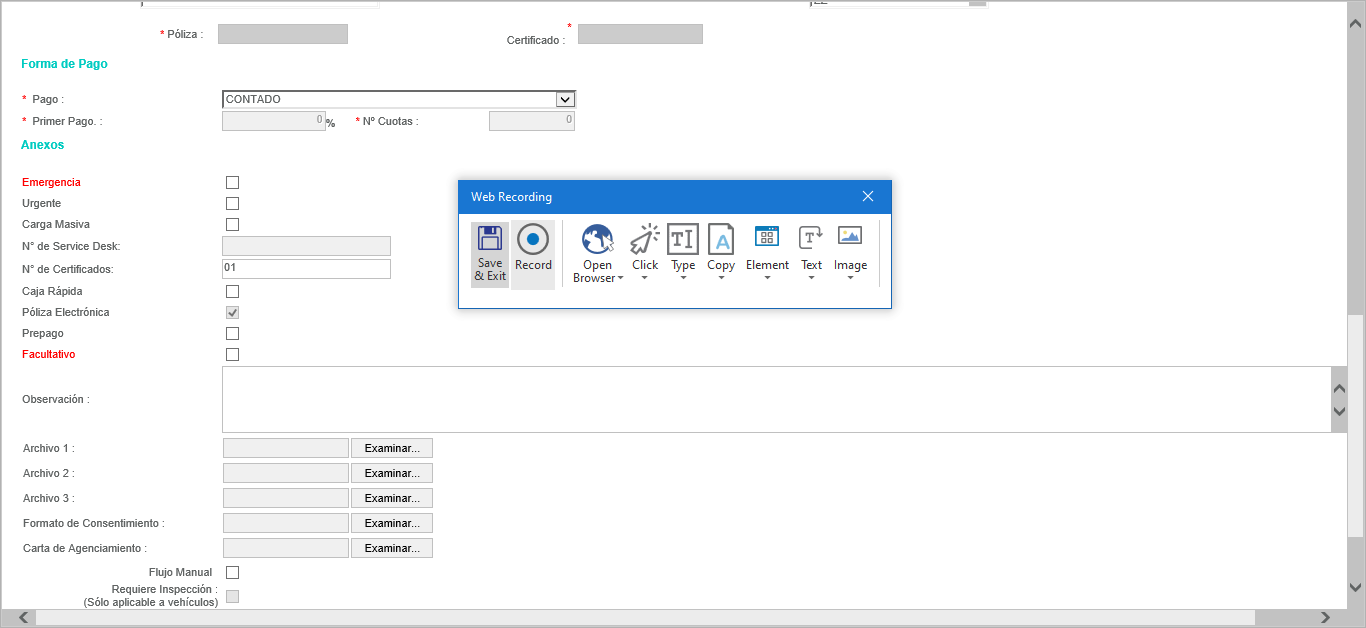 * Póliza :
* Certificado :
Forma de Pago
* Pago : CONTADO
* Primer Pago. : 0 % * Nº Cuotas : 0
Anexos
Emergencia
Urgente
Carga Masiva
N° de Service Desk:
N° de Certificados: 01
Caja Rápida
Póliza Electrónica
Prepago
Facultativo
Observación :
Archivo 1 : Examinar...
Archivo 2 : Examinar...
Archivo 3 : Examinar...
Formato de Consentimiento : Examinar...
Carta de Agenciamiento : Examinar...
Flujo Manual
Requiere Inspección :
(Sólo aplicable a vehículos)
Web Recording
Save & Exit
Record
Open Browser
Click
Type
Copy
Element
Text
Image